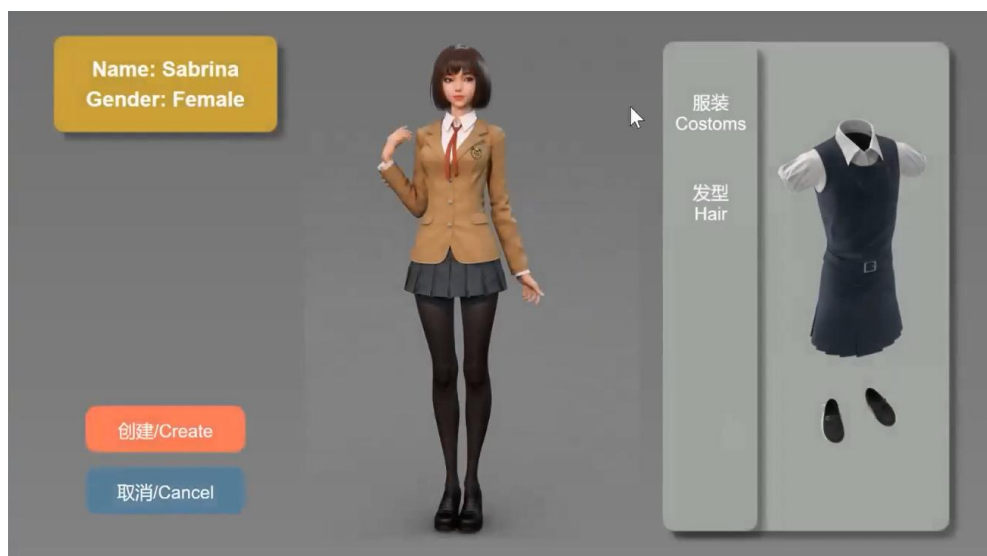 Name: Sabrina
Gender: Female
服装
Costoms
发型
Hair
创建/Create
取消/Cancel